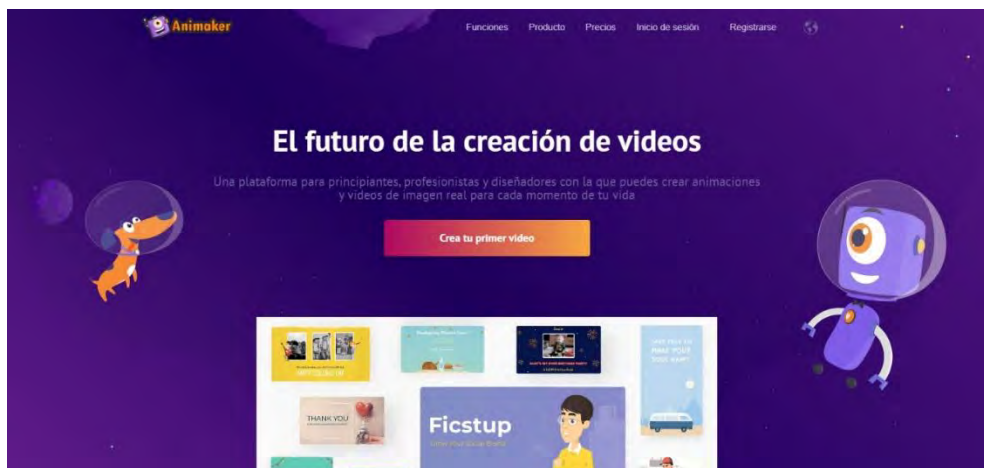 Animaker
Funciones Producto Precios Inicio de sesión Registrarse
El futuro de la creación de videos
Una plataforma para principiantes, profesionistas y diseñadores con la que puedes crear animaciones
y videos de imagen real para cada momento de tu vida
Crea tu primer video
THANK YOU
MAKE YOUR
Ficstup